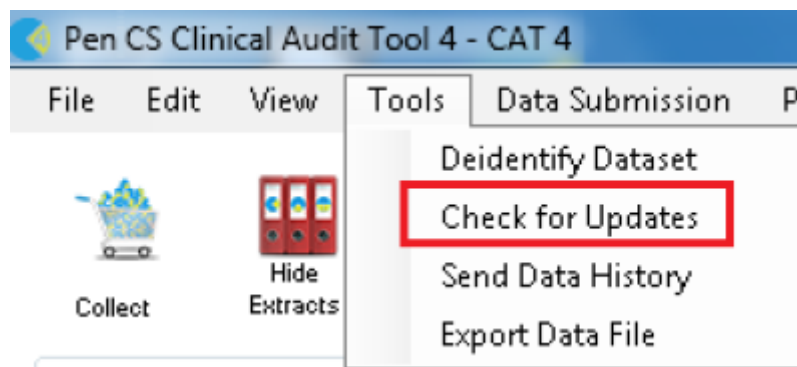 Pen CS Clinical Audit Tool 4 - CAT 4
File Edit View Tools Data Submission P
Deidentify Dataset
Check for Updates
Send Data History
Export Data File
Collect
Hide
Extracts